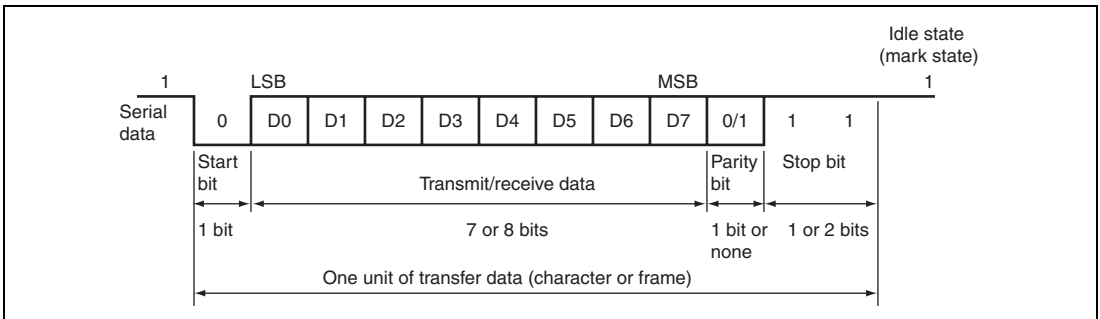 Idle state
(mark state)
1 LSB MSB 1
Serial
data
0 D0 D1 D2 D3 D4 D5 D6 D7 0/1 1 1
Start
bit
Transmit/receive data
Parity
bit
Stop bit
1 bit
7 or 8 bits
1 bit or
none
1 or 2 bits
One unit of transfer data (character or frame)